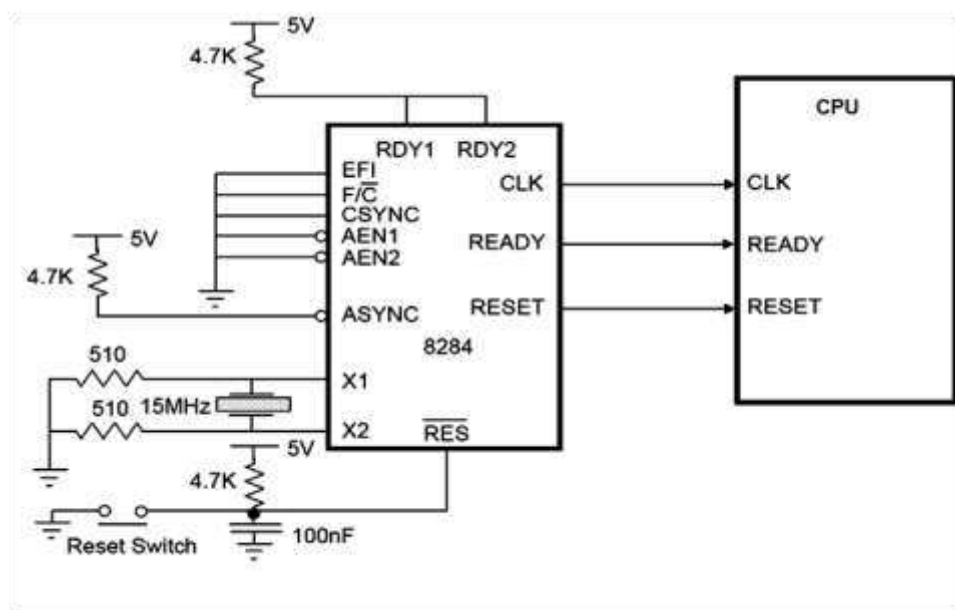 5V
4.7K
CPU
RDY1 RDY2
EFI
F/C̅
CSYNC
AEN1
AEN2
CLK
CLK
5V
4.7K
READY
READY
ASYNC
RESET
RESET
8284
510
X1
510
15MHz
X2
R̅E̅S̅
5V
4.7K
100nF
Reset Switch